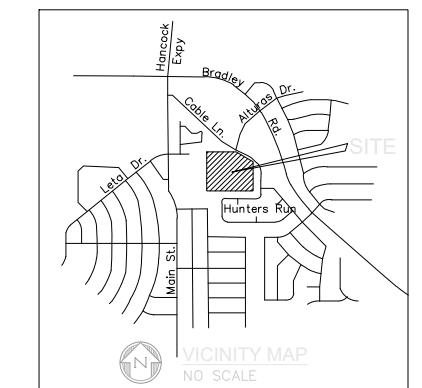 Hancock
Expy
Bradley
Rd.
Cable Ln.
Alturas Dr.
SITE
Leta Dr.
Hunters Run
Main St.
N
VICINITY MAP
NO SCALE